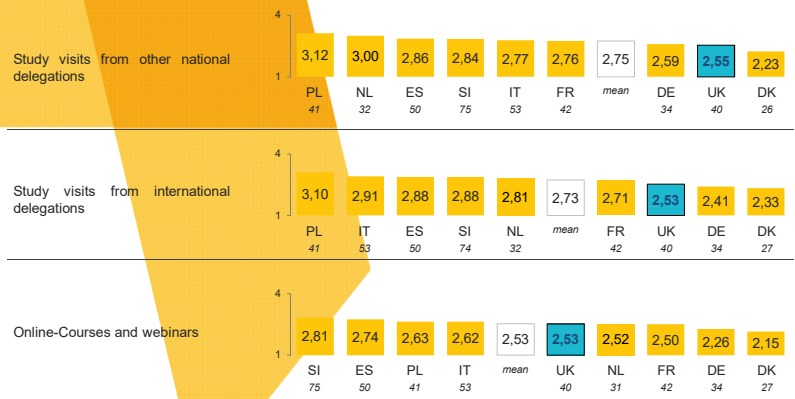 4
Study visits from other national
delegations
3,12 3,00 2,86 2,84 2,77 2,76 2,75 2,59 2,55 2,23
1
PL NL ES SI IT FR mean DE UK DK
41 32 50 75 53 42 34 40 26
4
Study visits from international
delegations
3,10 2,91 2,88 2,88 2,81 2,73 2,71 2,53 2,41 2,33
1
PL IT ES SI NL mean FR UK DE DK
41 53 50 74 32 42 40 34 27
4
Online-Courses and webinars
2,81 2,74 2,63 2,62 2,53 2,53 2,52 2,50 2,26 2,15
1
SI ES PL IT mean UK NL FR DE DK
75 50 41 53 40 31 42 34 27